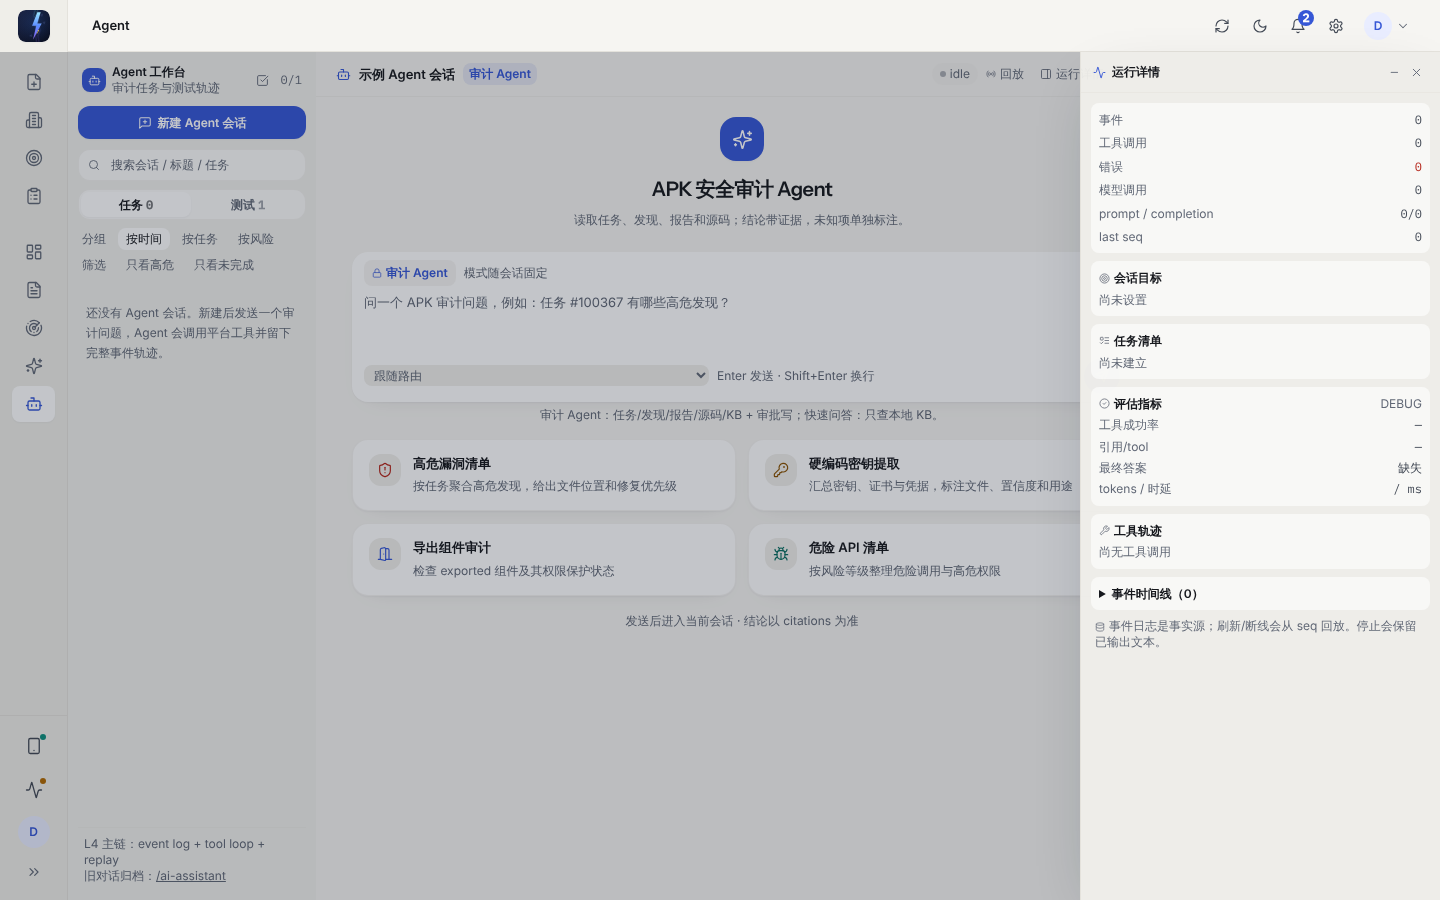 Agent
2
D
Agent 工作台
审计任务与测试轨迹
0/1
新建 Agent 会话
搜索会话 / 标题 / 任务
任务 0
测试 1
分组 按时间 按任务 按风险
筛选 只看高危 只看未完成
还没有 Agent 会话。新建后发送一个审
计问题，Agent 会调用平台工具并留下
完整事件轨迹。
L4 主链：event log + tool loop +
replay
旧对话归档：/ai-assistant
D
示例 Agent 会话 审计 Agent
idle 回放 运行
APK 安全审计 Agent
读取任务、发现、报告和源码；结论带证据，未知项单独标注。
审计 Agent 模式随会话固定
问一个 APK 审计问题，例如：任务 #100367 有哪些高危发现？
跟随路由 Enter 发送 · Shift+Enter 换行
审计 Agent：任务/发现/报告/源码/KB + 审批写；快速问答：只查本地 KB。
高危漏洞清单
按任务聚合高危发现，给出文件位置和修复优先级
硬编码密钥提取
汇总密钥、证书与凭据，标注文件、置信度和用途
导出组件审计
检查 exported 组件及其权限保护状态
危险 API 清单
按风险等级整理危险调用与高危权限
发送后进入当前会话 · 结论以 citations 为准
运行详情
事件 0
工具调用 0
错误 0
模型调用 0
prompt / completion 0/0
last seq 0
会话目标
尚未设置
任务清单
尚未建立
评估指标 DEBUG
工具成功率 —
引用/tool —
最终答案 缺失
tokens / 时延 / ms
工具轨迹
尚无工具调用
事件时间线（0）
事件日志是事实源；刷新/断线会从 seq 回放。停止会保留
已输出文本。